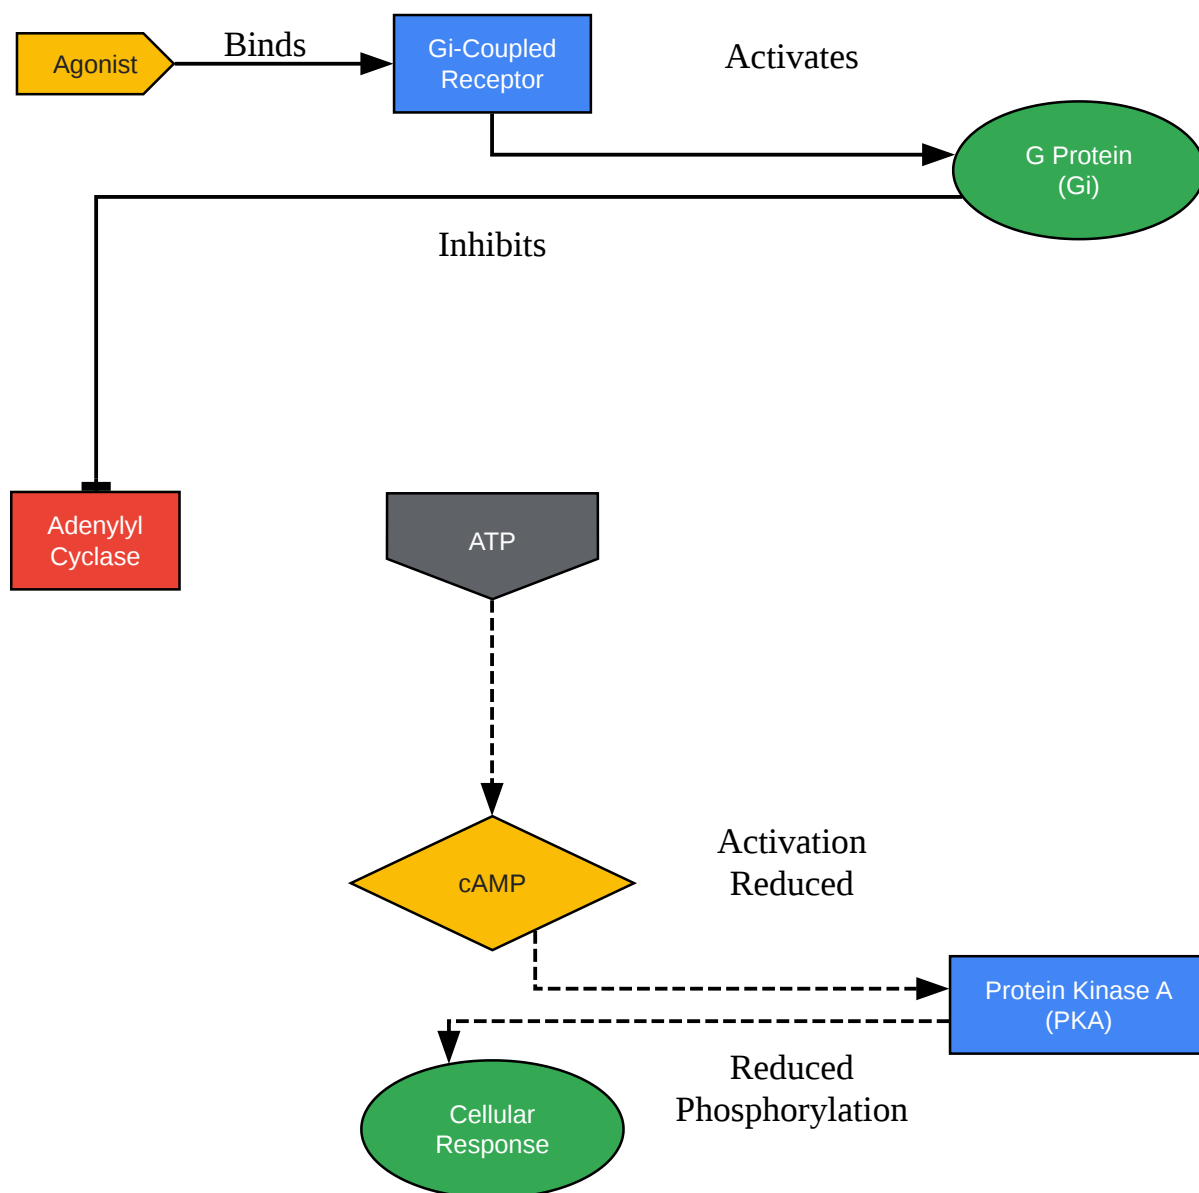 Agonist
Binds
Gi-Coupled
Receptor
Activates
G Protein
(Gi)
Inhibits
Adenylyl
Cyclase
ATP
cAMP
Activation
Reduced
Protein Kinase A
(PKA)
Reduced
Phosphorylation
Cellular
Response